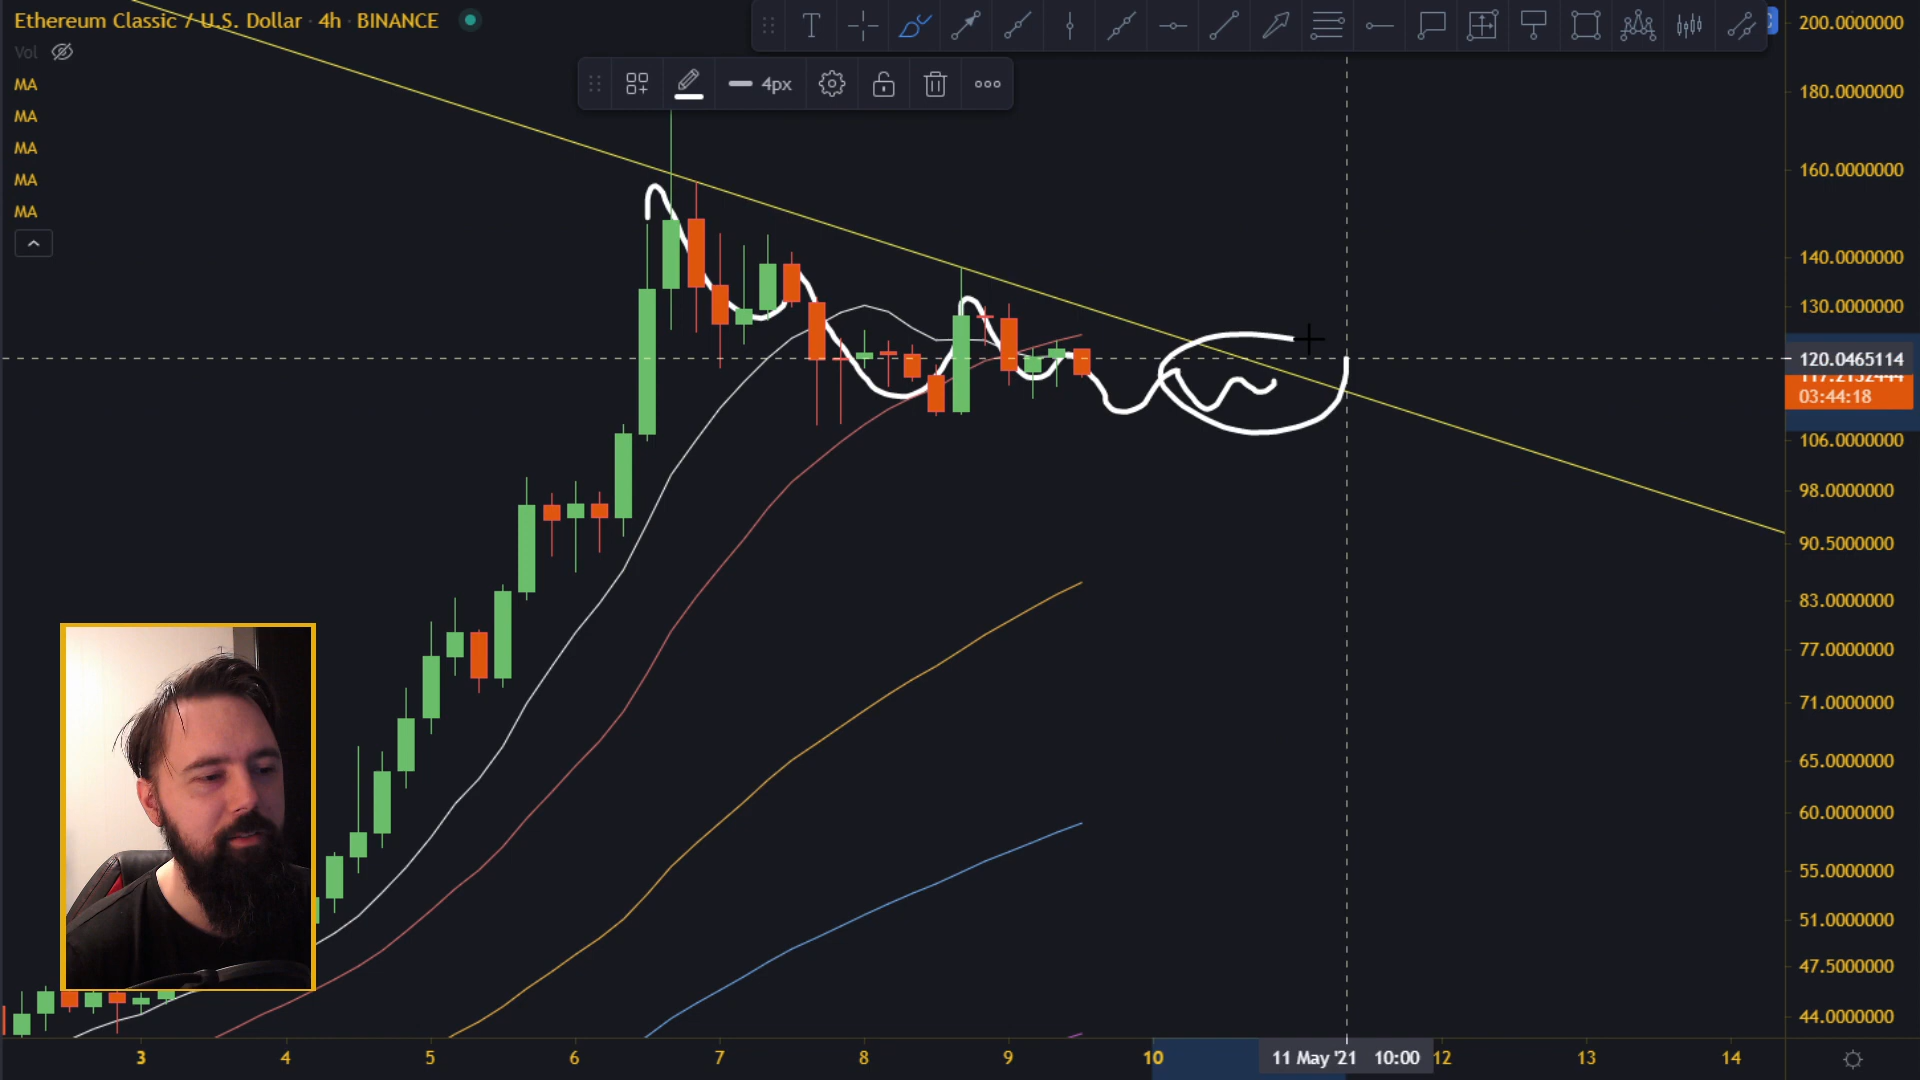 Ethereum Classic / U.S. Dollar · 4h · BINANCE
Vol
MA
MA
MA
MA
MA
T
4px
200.0000000
180.0000000
160.0000000
140.0000000
130.0000000
120.0465114
03:44:18
106.0000000
98.0000000
90.5000000
83.0000000
77.0000000
71.0000000
65.0000000
60.0000000
55.0000000
51.0000000
47.5000000
44.0000000
3 4 5 6 7 8 9 10 11 May '21 10:00 12 13 14